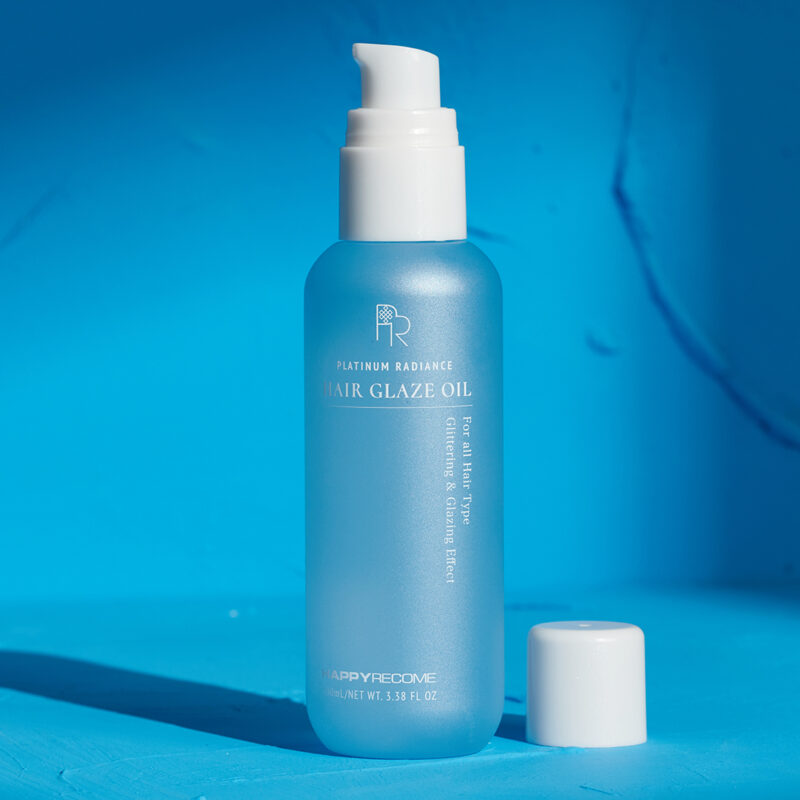 PR
PLATINUM RADIANCE
HAIR GLAZE OIL
For all Hair Type
Glittering & Glazing Effect
HAPPYRECOME
100mL/NET WT. 3.38 FL OZ